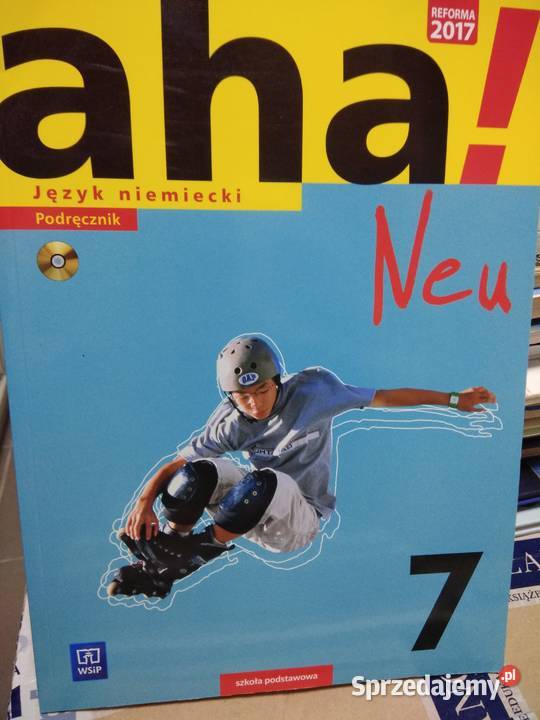 REFORMA
2017
aha!
Język niemiecki
Podręcznik
Neu
7
WSiP
szkoła podstawowa
Sprzedajemy.pl